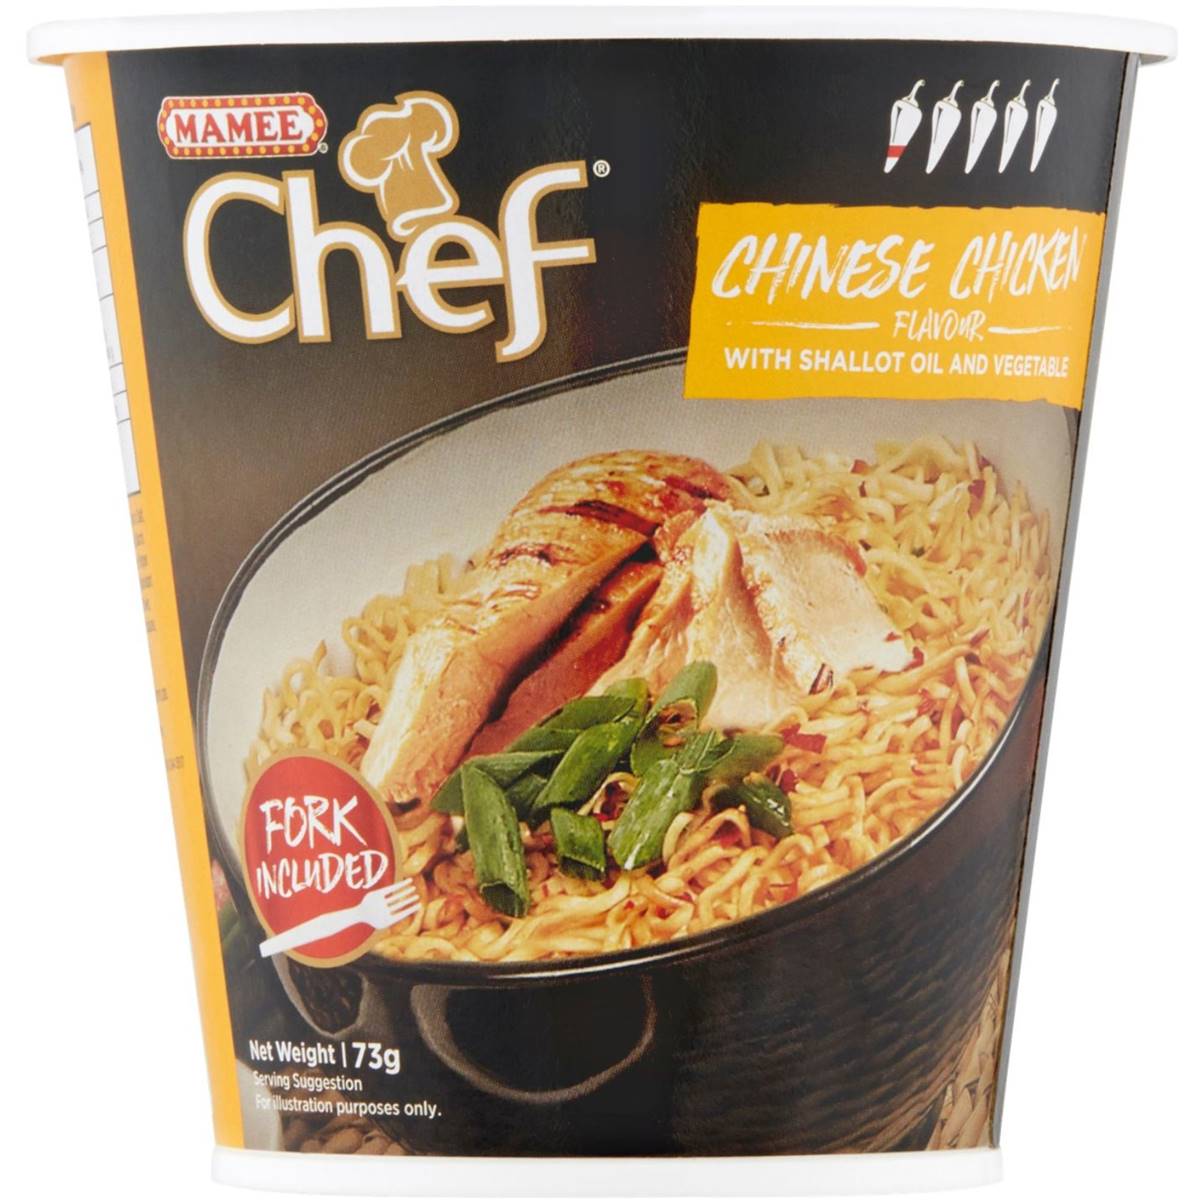 MAMEE®
Chef®
CHINESE CHICKEN
FLAVOUR
WITH SHALLOT OIL AND VEGETABLE
FORK
INCLUDED
Net Weight | 73g
Serving Suggestion
For illustration purposes only.